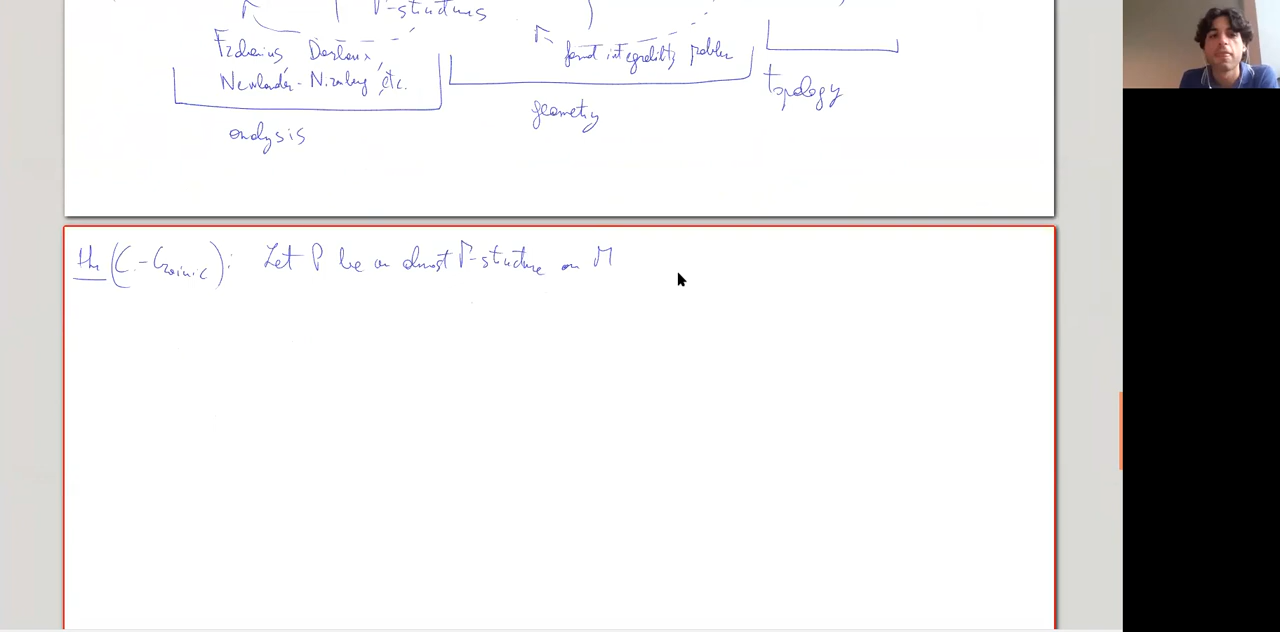 Γ-structures
Frobenius, Darboux,
formal integrability problem
Newlander-Nirenberg, etc.
topology
geometry
analysis
thm (C.-Crainic): Let P be an almost Γ-structure on M